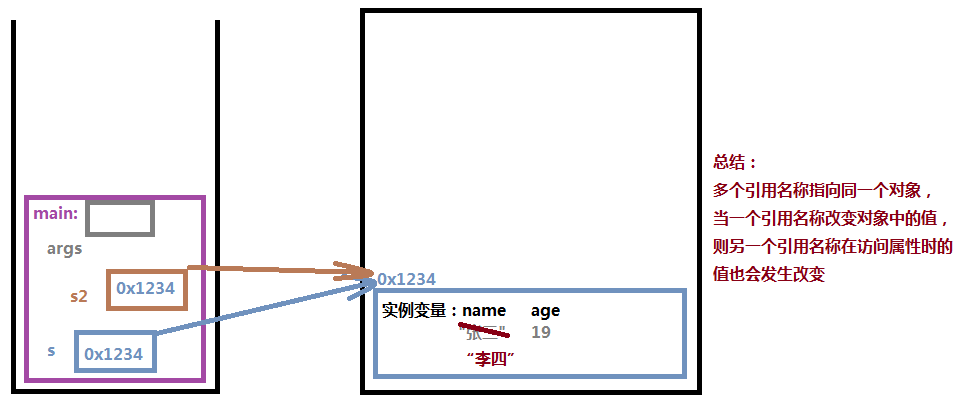 main:
args
s2
0x1234
s
0x1234
0x1234
实例变量：name age
"张三" 19
“李四”
总结：
多个引用名称指向同一个对象，
当一个引用名称改变对象中的值，
则另一个引用名称在访问属性时的
值也会发生改变